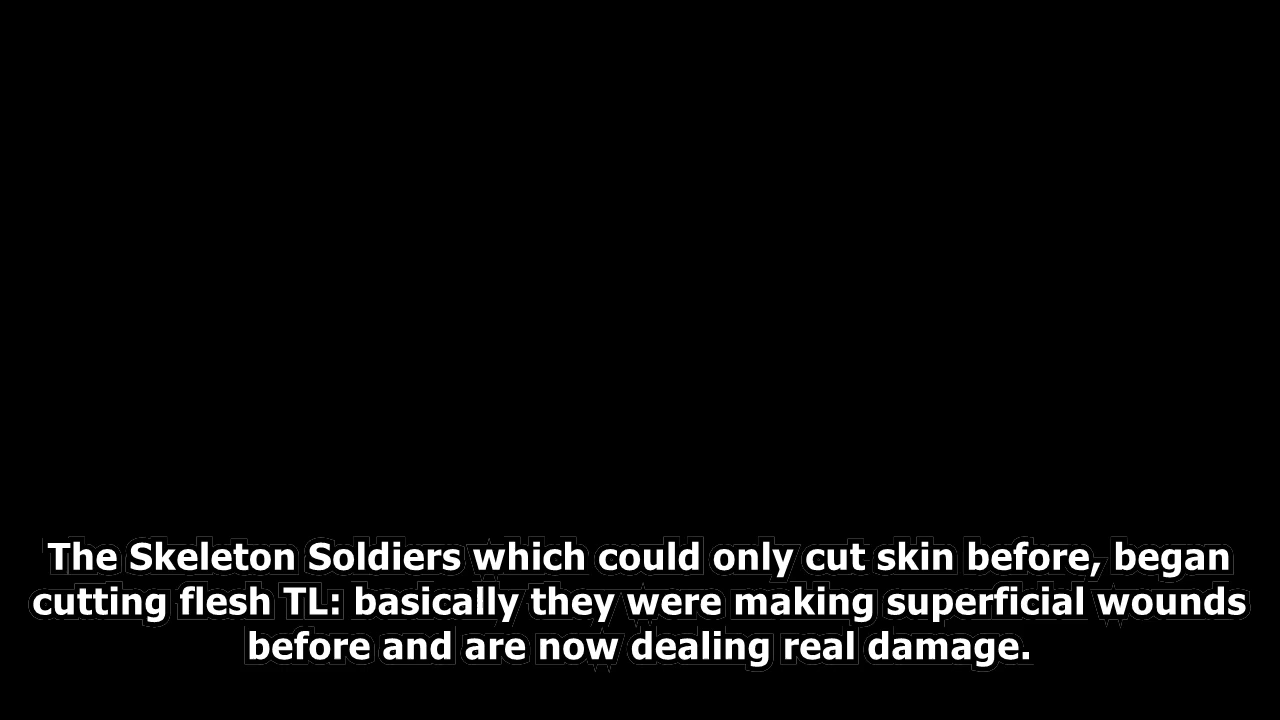 The Skeleton Soldiers which could only cut skin before, began
cutting flesh TL: basically they were making superficial wounds
before and are now dealing real damage.